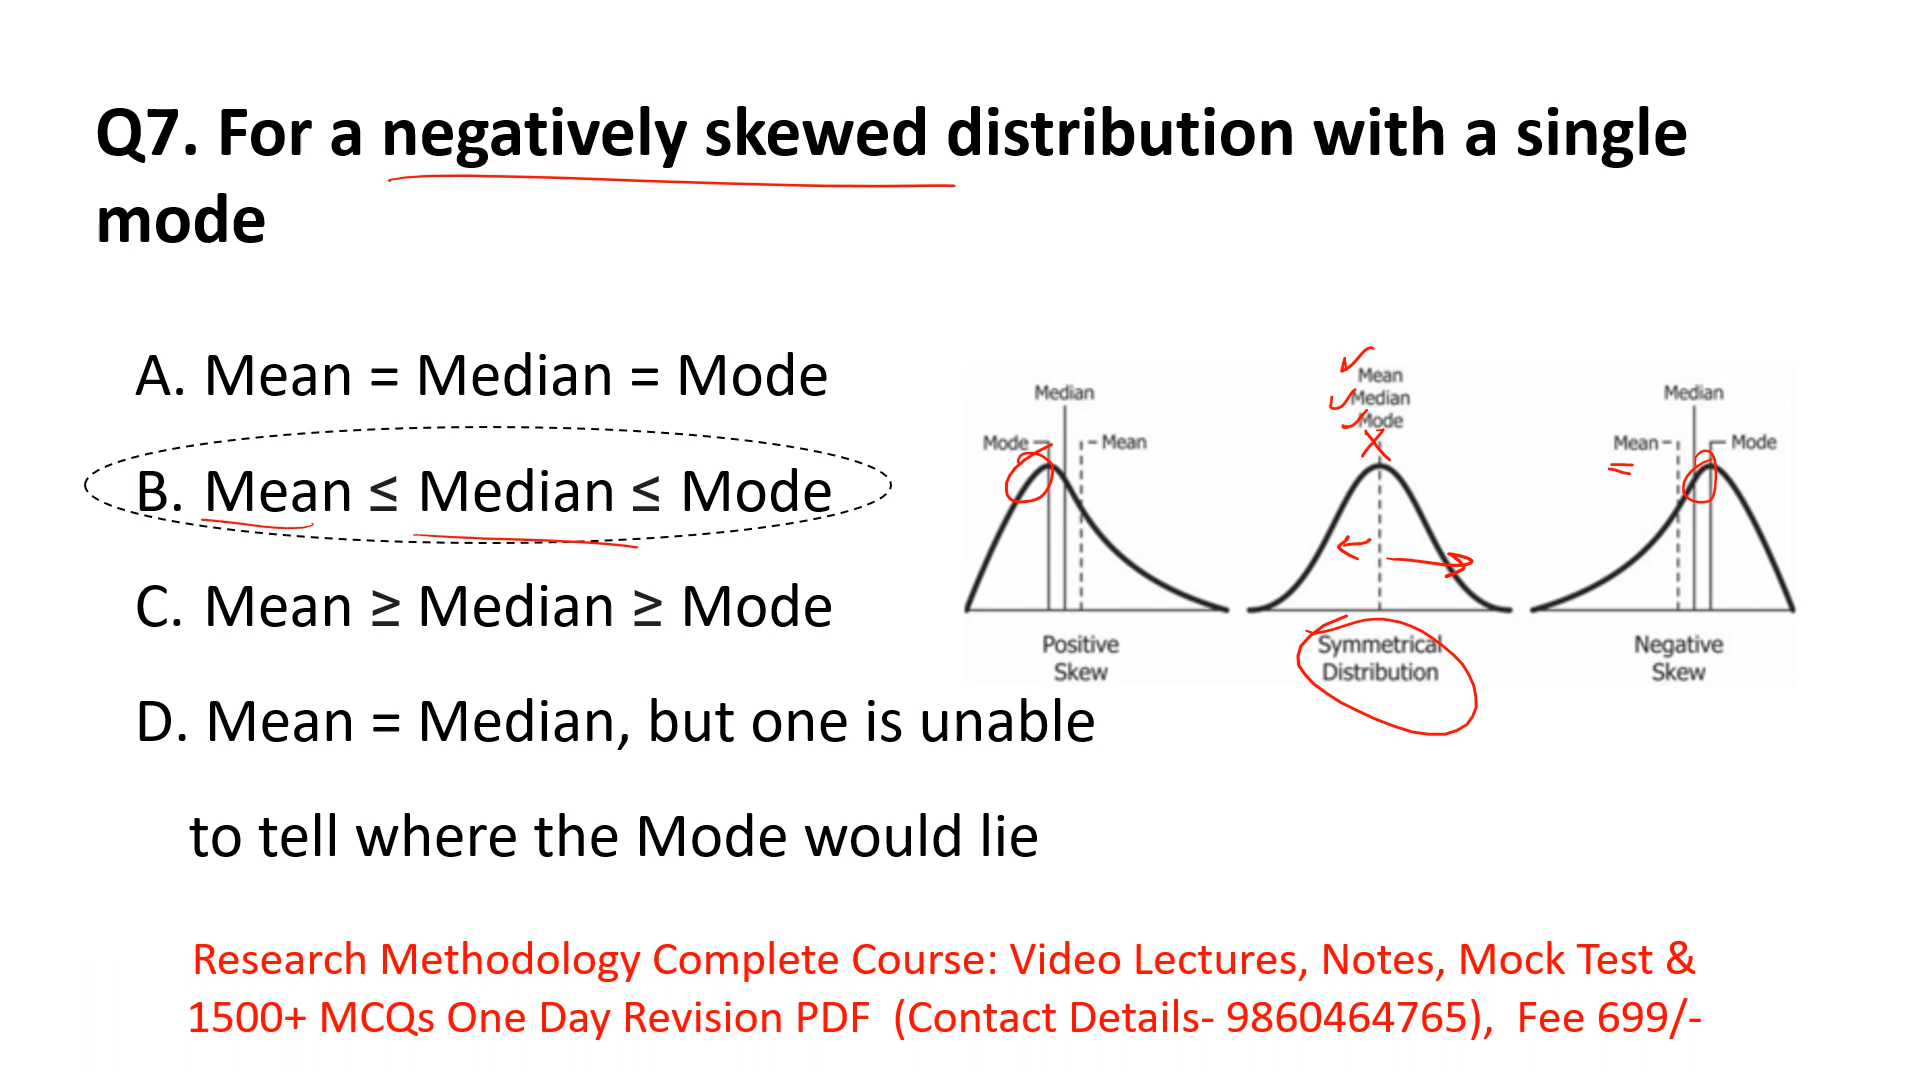 Q7. For a negatively skewed distribution with a single
mode
A. Mean = Median = Mode
B. Mean ≤ Median ≤ Mode
C. Mean ≥ Median ≥ Mode
D. Mean = Median, but one is unable
to tell where the Mode would lie
Median
Mode
Mean
Positive
Skew
Mean
Median
Mode
Symmetrical
Distribution
Median
Mean
Mode
Negative
Skew
Research Methodology Complete Course: Video Lectures, Notes, Mock Test &
1500+ MCQs One Day Revision PDF (Contact Details- 9860464765), Fee 699/-